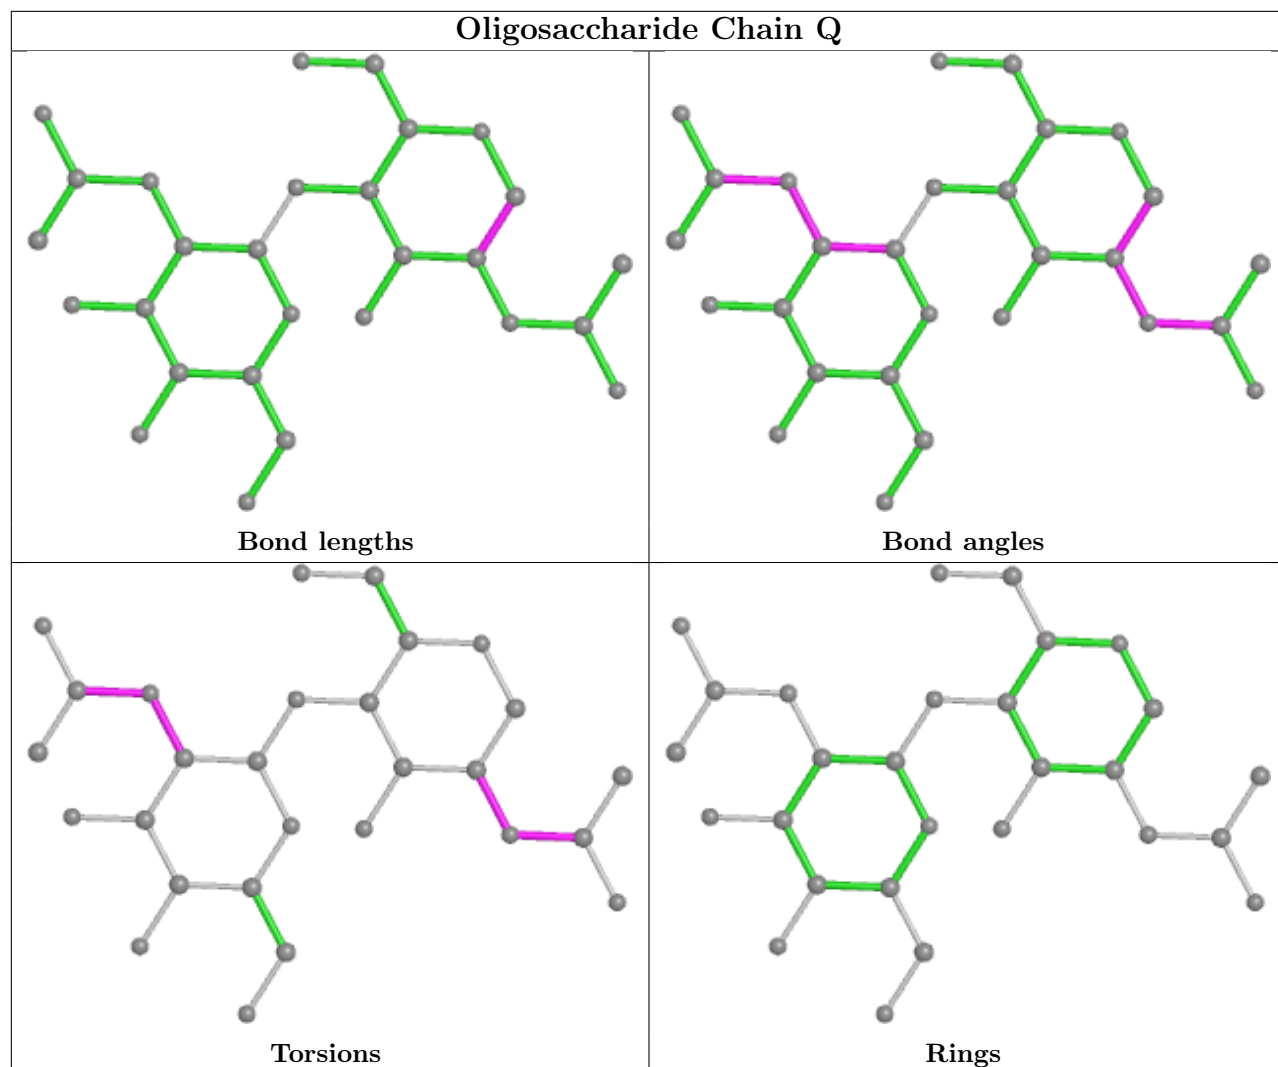 Oligosaccharide Chain Q
Bond lengths
Bond angles
Torsions
Rings